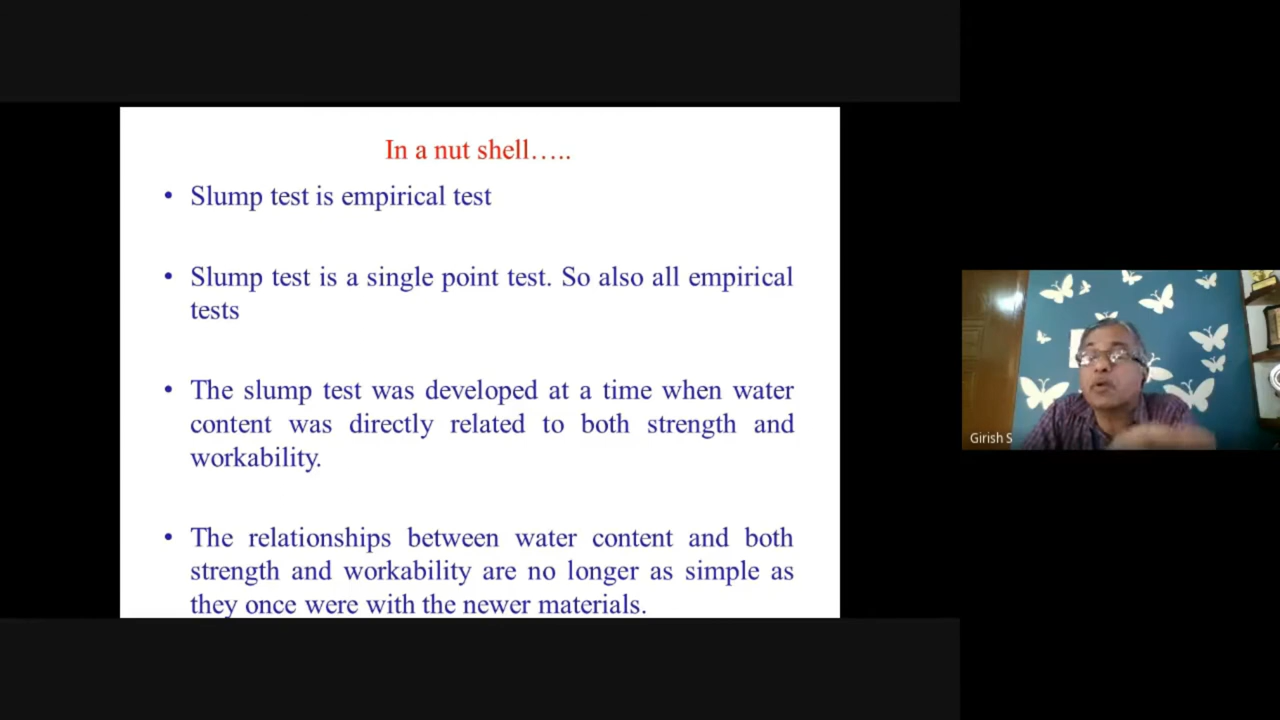 In a nut shell…..
• Slump test is empirical test
• Slump test is a single point test. So also all empirical
tests
• The slump test was developed at a time when water
content was directly related to both strength and
workability.
• The relationships between water content and both
strength and workability are no longer as simple as
they once were with the newer materials.
Girish S